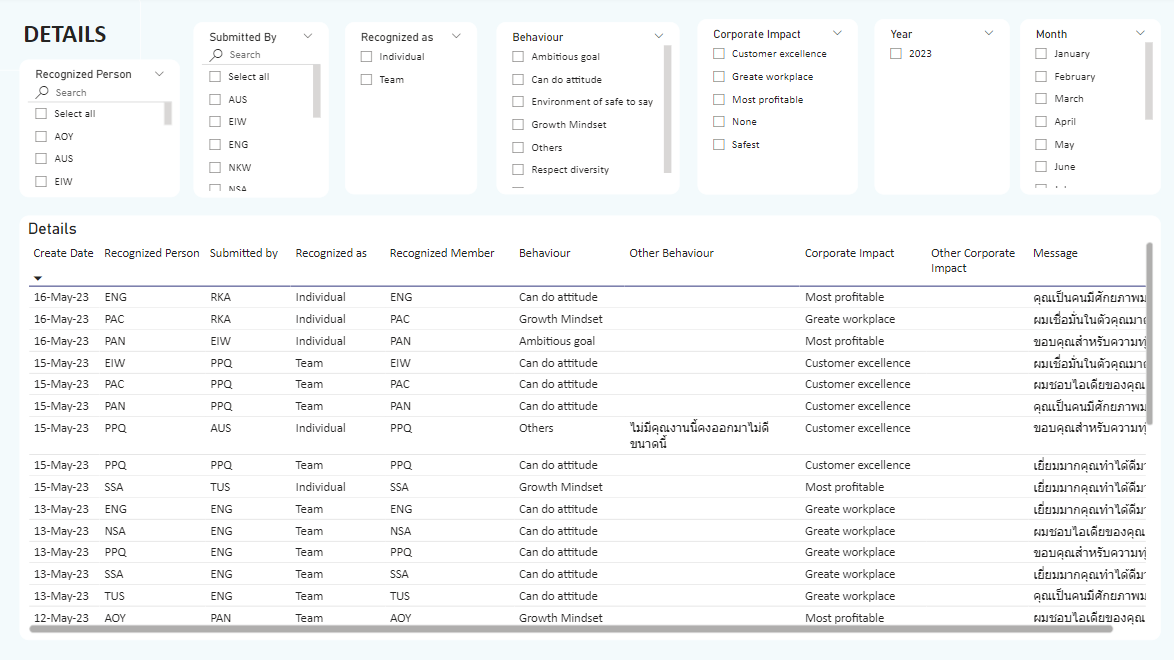 DETAILS
Recognized Person
Search
Select all
AOY
AUS
EIW
Submitted By
Search
Select all
AUS
EIW
ENG
NKW
NSA
Recognized as
Individual
Team
Behaviour
Ambitious goal
Can do attitude
Environment of safe to say
Growth Mindset
Others
Respect diversity
Corporate Impact
Customer excellence
Greate workplace
Most profitable
None
Safest
Year
2023
Month
January
February
March
April
May
June
Details
Create Date Recognized Person Submitted by Recognized as Recognized Member Behaviour Other Behaviour Corporate Impact Other Corporate Impact Message
16-May-23 ENG RKA Individual ENG Can do attitude Most profitable คุณเป็นคนมีศักยภาพม
16-May-23 PAC RKA Individual PAC Growth Mindset Greate workplace ผมเชื่อมั่นในตัวคุณมา
16-May-23 PAN EIW Individual PAN Ambitious goal Most profitable ขอบคุณสำหรับความทุ
15-May-23 EIW PPQ Team EIW Can do attitude Customer excellence ผมเชื่อมั่นในตัวคุณมา
15-May-23 PAC PPQ Team PAC Can do attitude Customer excellence ผมชอบไอเดียของคุณ
15-May-23 PAN PPQ Team PAN Can do attitude Customer excellence คุณเป็นคนมีศักยภาพม
15-May-23 PPQ AUS Individual PPQ Others ไม่มีคุณงานนี้คงออกมาไม่ดี Customer excellence ขอบคุณสำหรับความทุ
ขนาดนี้
15-May-23 PPQ PPQ Team PPQ Can do attitude Customer excellence เยี่ยมมากคุณทำได้ดีมา
15-May-23 SSA TUS Individual SSA Growth Mindset Most profitable เยี่ยมมากคุณทำได้ดีมา
13-May-23 ENG ENG Team ENG Can do attitude Greate workplace เยี่ยมมากคุณทำได้ดีมา
13-May-23 NSA ENG Team NSA Can do attitude Greate workplace ผมชอบไอเดียของคุณ
13-May-23 PPQ ENG Team PPQ Can do attitude Greate workplace ขอบคุณสำหรับความทุ
13-May-23 SSA ENG Team SSA Can do attitude Greate workplace เยี่ยมมากคุณทำได้ดีมา
13-May-23 TUS ENG Team TUS Can do attitude Greate workplace คุณเป็นคนมีศักยภาพม
12-May-23 AOY PAN Team AOY Growth Mindset Most profitable ผมชอบไอเดียของคุณ